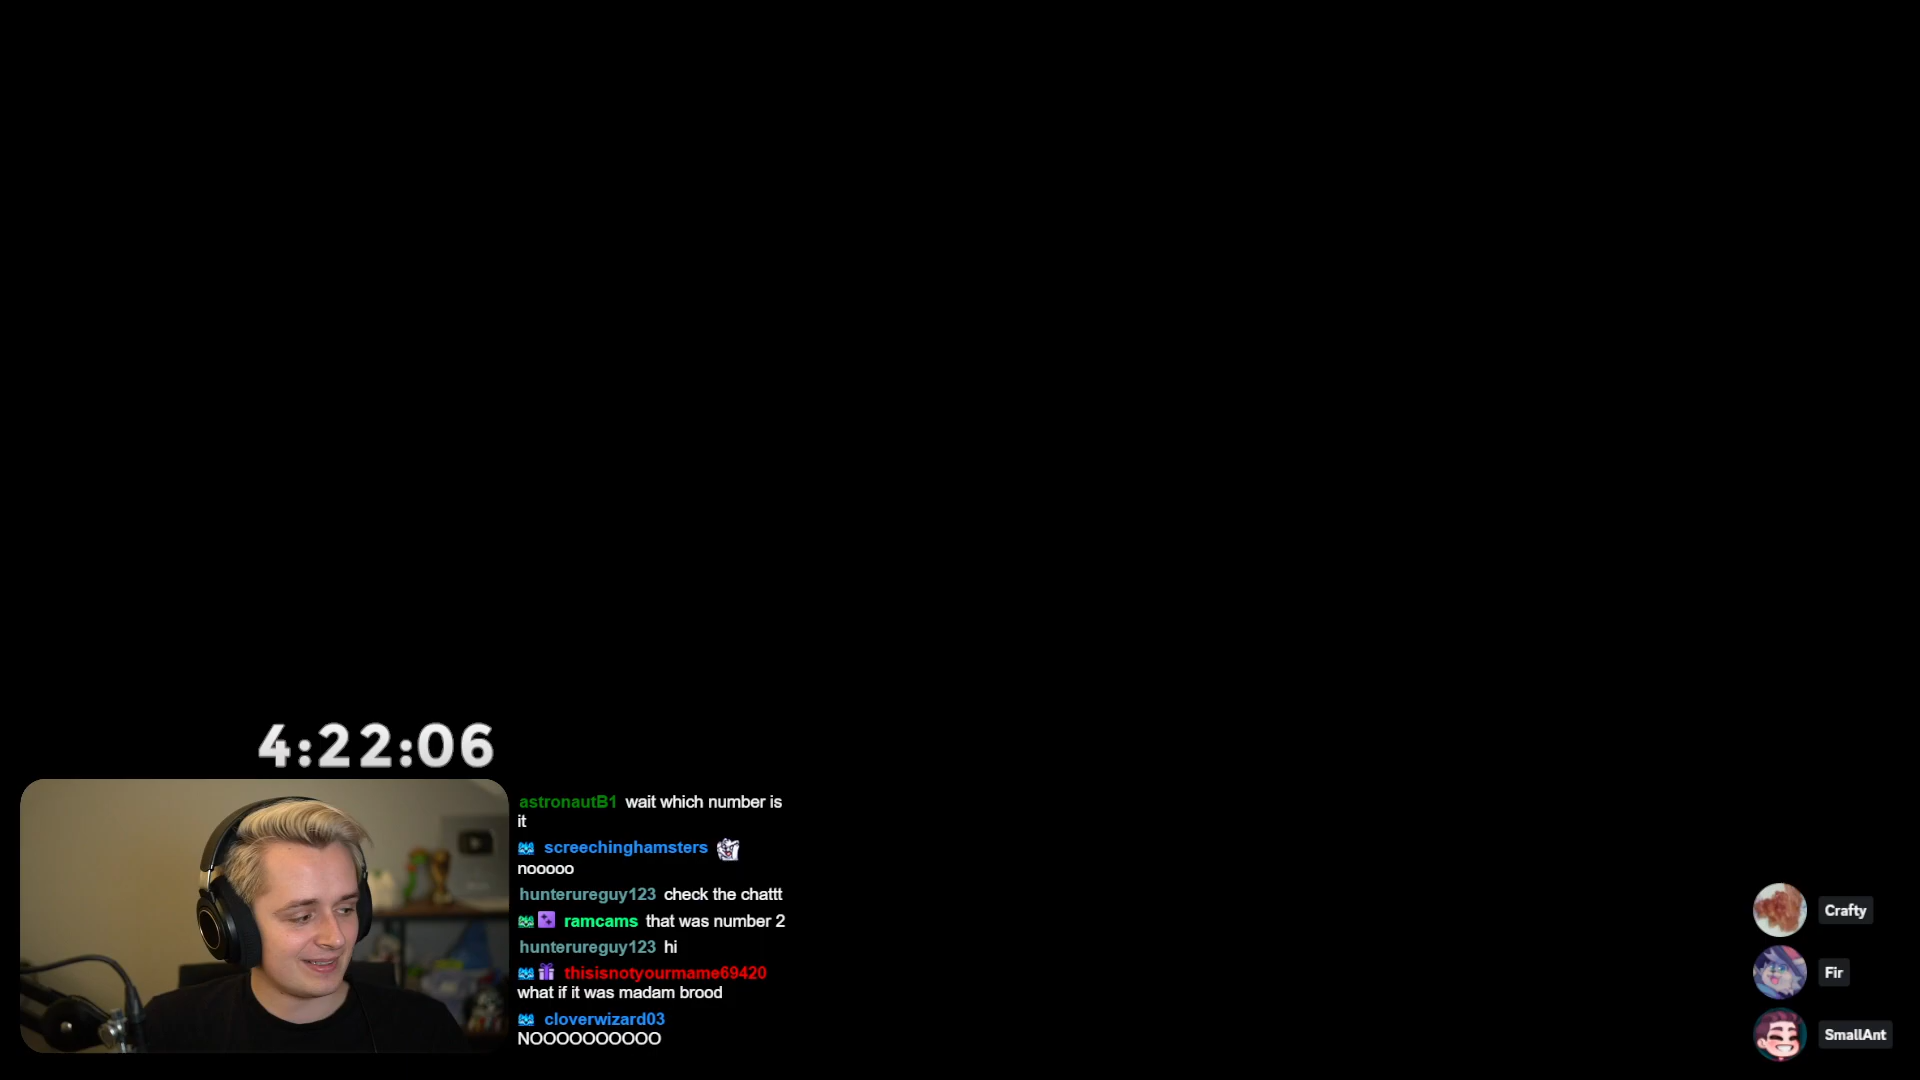 4:22:06
astronautB1 wait which number is
it
screechinghamsters
nooooo
hunterureguy123 check the chattt
ramcams that was number 2
hunterureguy123 hi
thisisnotyourmame69420
what if it was madam brood
cloverwizard03
NOOOOOOOOOO
Crafty
Fir
SmallAnt